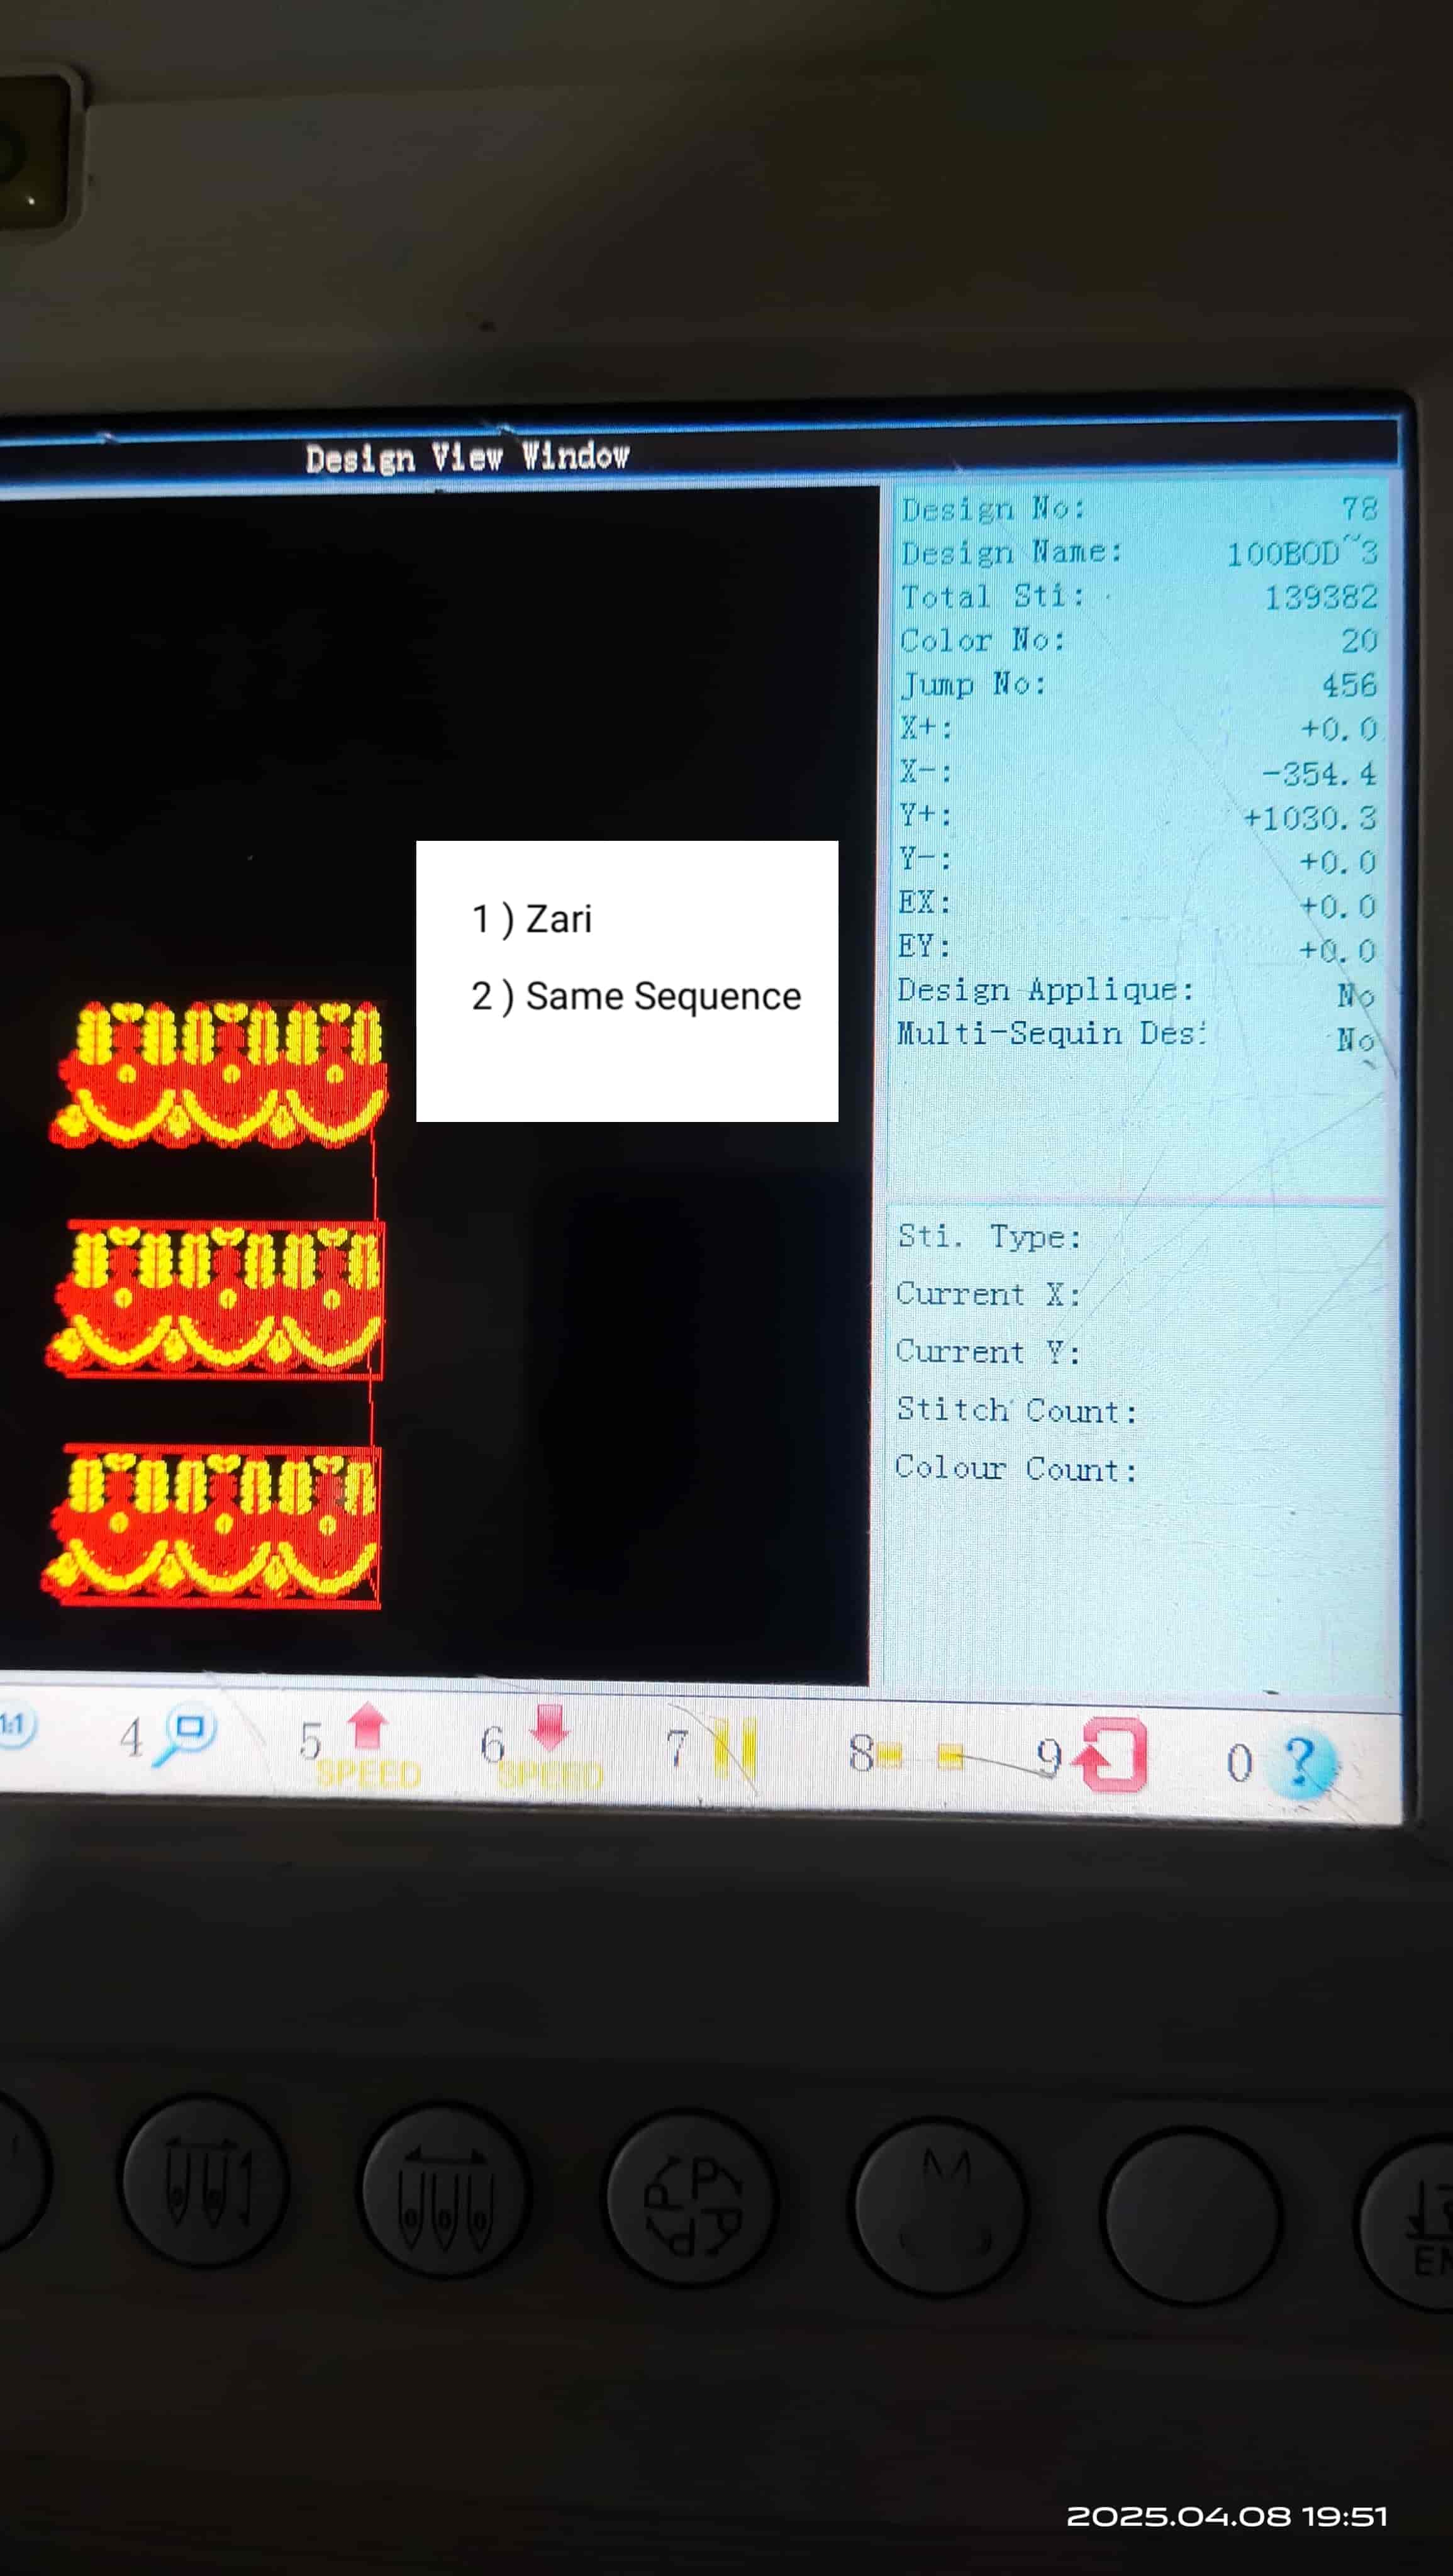 Design View Window
Design No: 78
Design Name: 100BOD~3
Total Sti: 139382
Color No: 20
Jump No: 456
X+: +0.0
X-: -354.4
Y+: +1030.3
Y-: +0.0
EX: +0.0
EY: +0.0
Design Applique: No
Multi-Sequin Des: No
1 ) Zari
2 ) Same Sequence
Sti. Type:
Current X:
Current Y:
Stitch Count:
Colour Count:
1:1 4 5 SPEED 6 SPEED 7 8 9 0 ?
P P P P M
2025.04.08 19:51